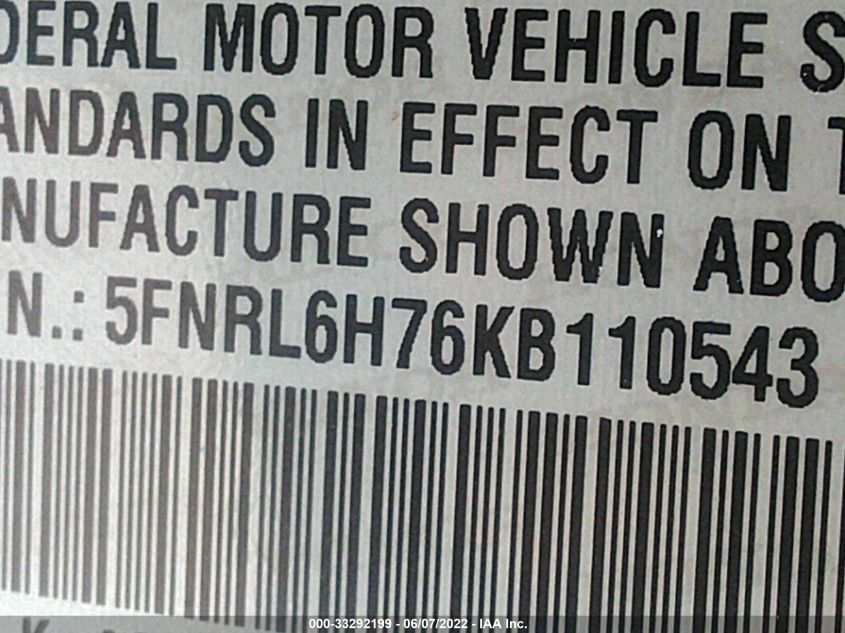 DERAL MOTOR VEHICLE S
ANDARDS IN EFFECT ON T
NUFACTURE SHOWN ABO
N.: 5FNRL6H76KB110543
000-33292199 - 06/07/2022 - IAA Inc.